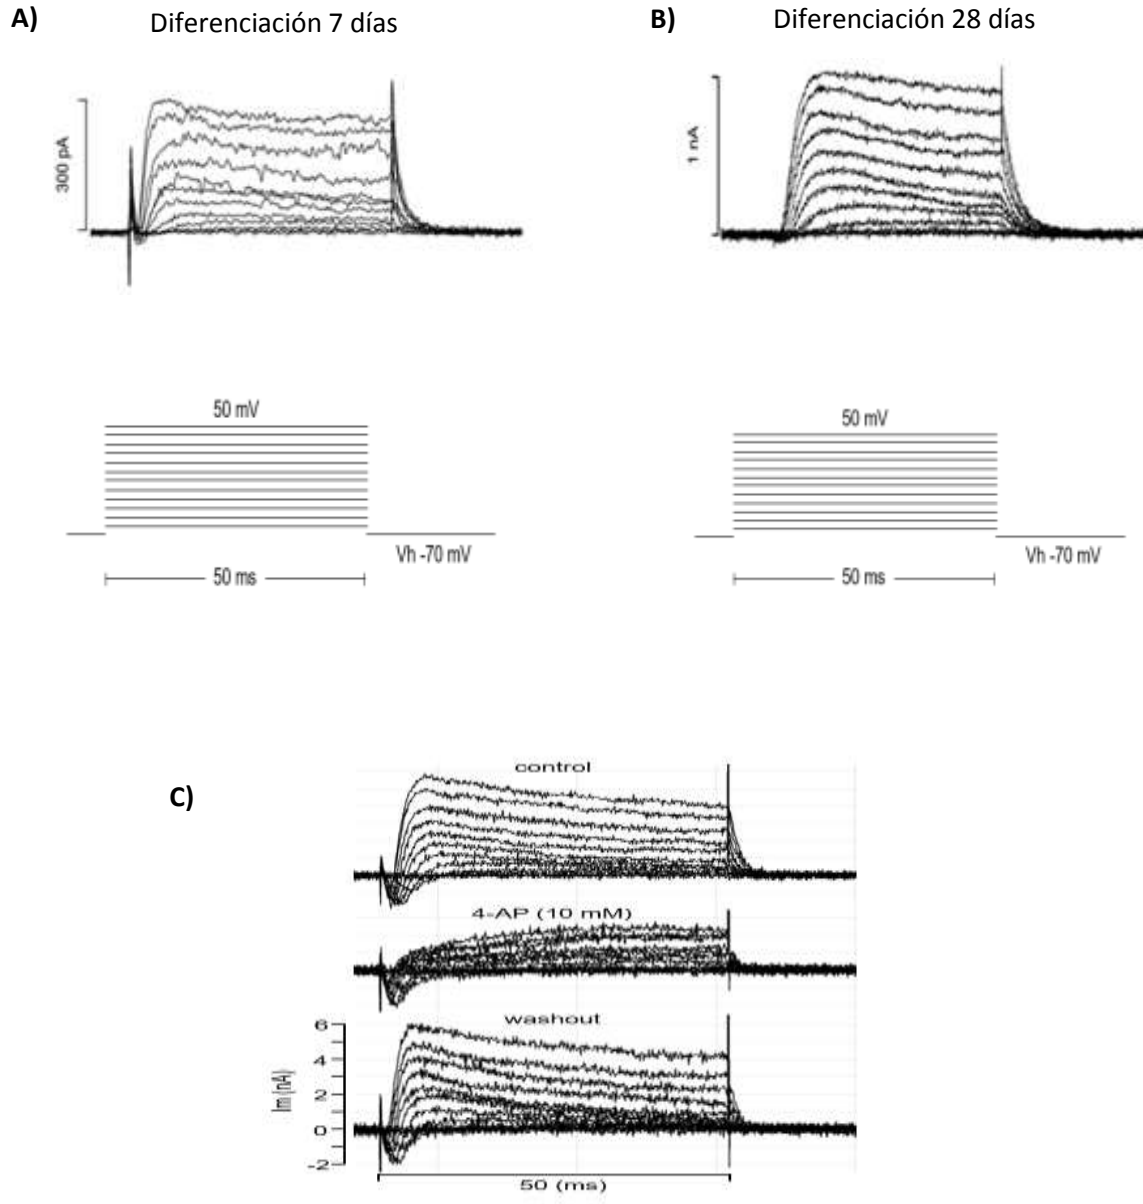 A)
Diferenciación 7 días
B)
Diferenciación 28 días
300 pA
1 nA
50 mV
Vh -70 mV
50 ms
50 mV
Vh -70 mV
50 ms
C)
control
4-AP (10 mM)
washout
6
4
2
0
-2
Im (nA)
50 (ms)